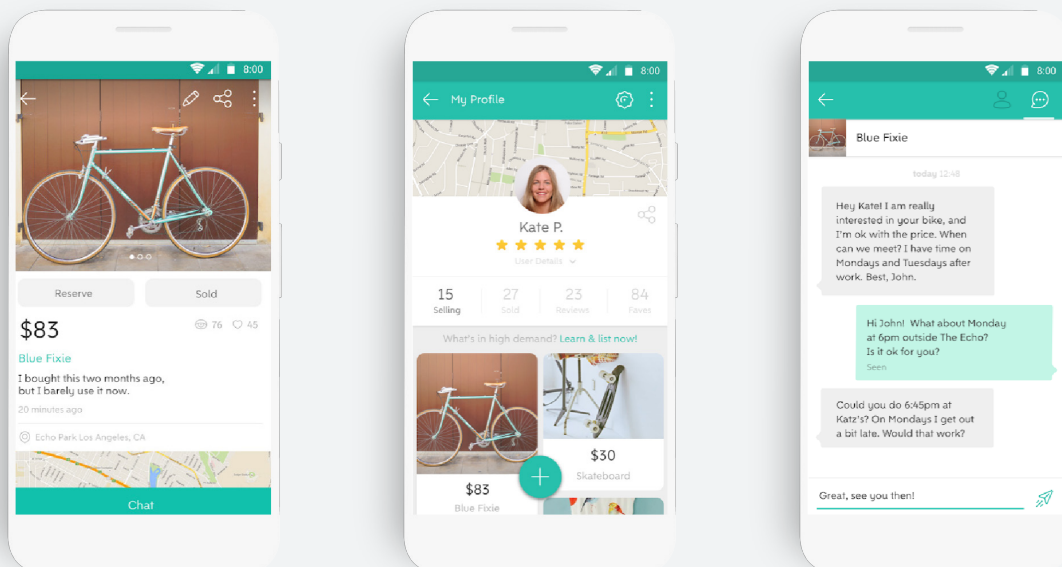 8:00
Reserve
Sold
$83
76
45
Blue Fixie
I bought this two months ago,
but I barely use it now.
20 minutes ago
Echo Park Los Angeles, CA
Chat
8:00
My Profile
Kate P.
User Details
15
27
23
84
Selling
Sold
Reviews
Faves
What's in high demand? Learn & list now!
$83
Blue Fixie
$30
Skateboard
8:00
Blue Fixie
today 12:48
Hey Kate! I am really
interested in your bike, and
I'm ok with the price. When
can we meet? I have time on
Mondays and Tuesdays after
work. Best, John.
Hi John! What about Monday
at 6pm outside The Echo?
Is it ok for you?
Seen
Could you do 6:45pm at
Katz's? On Mondays I get out
a bit late. Would that work?
Great, see you then!